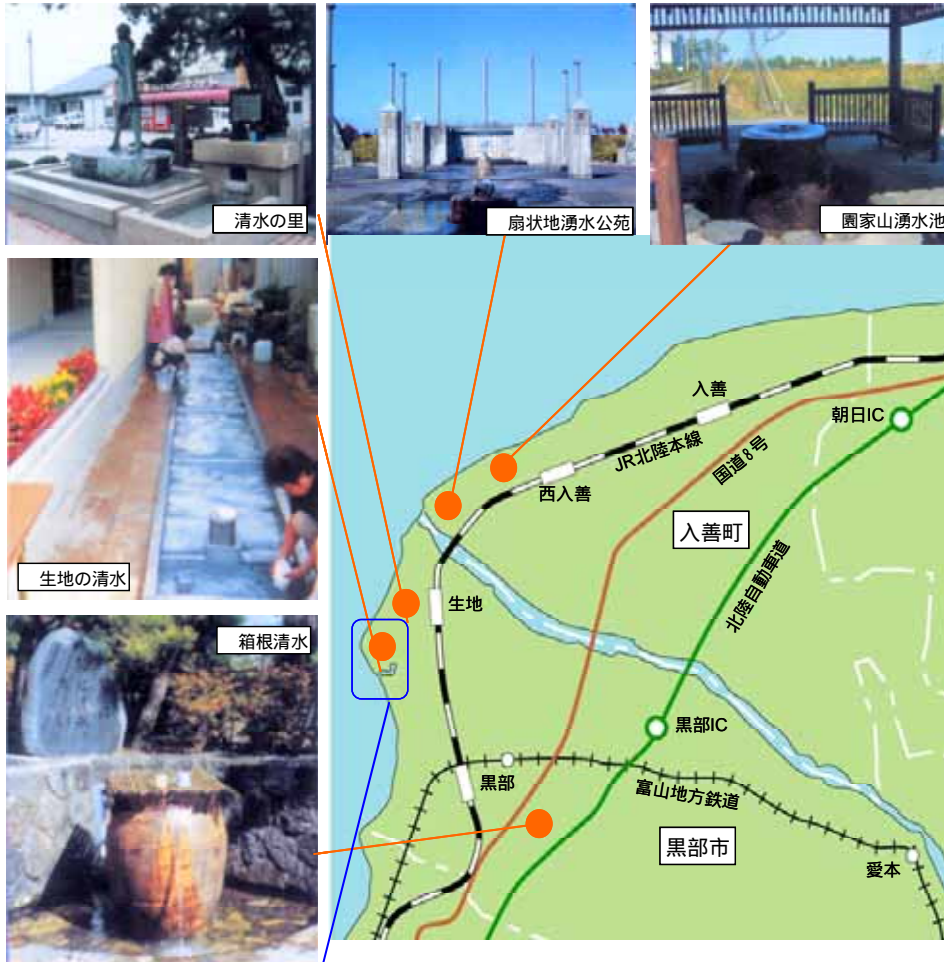 清水の里
扇状地湧水公苑
園家山湧水池
生地の清水
箱根清水
入善
朝日IC
JR北陸本線
国道8号
西入善
入善町
北陸自動車道
生地
黒部IC
黒部
富山地方鉄道
黒部市
愛本